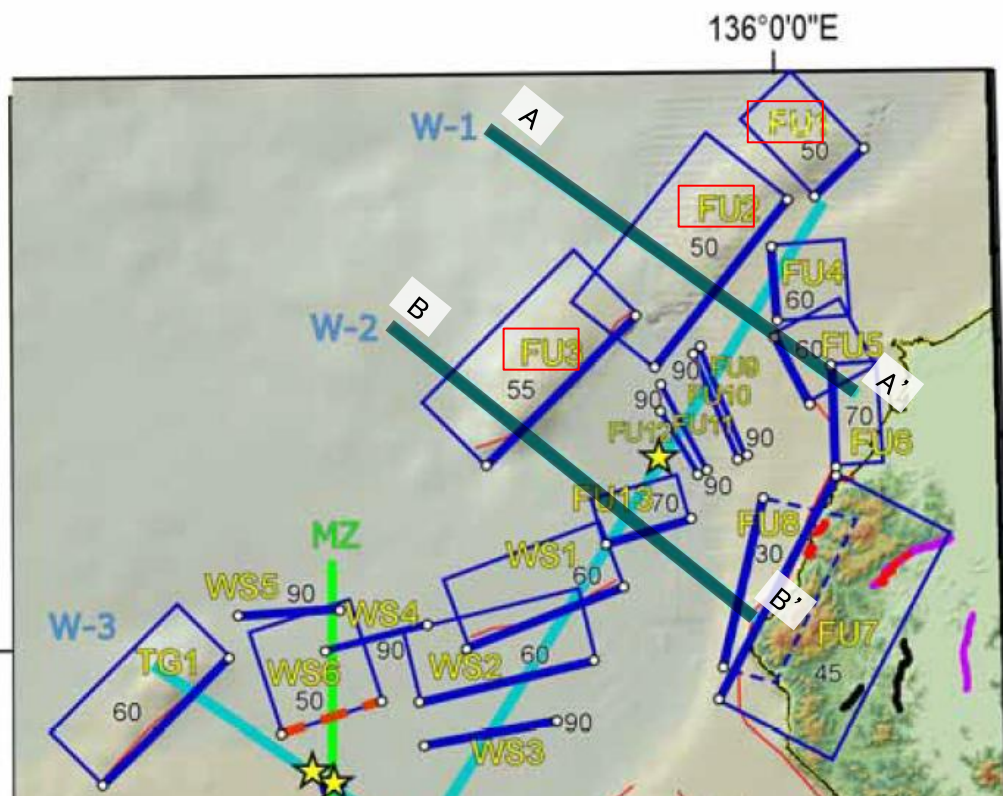 136°0'0"E
W-1
A
FU1
50
FU2
50
FU4
60
W-2
B
FU3
55
60
FU5
A'
90
FU9
FU10
90
FU12
FU11
90
90
70
FU6
FU13
70
FU8
30
MZ
WS1
60
WS5
90
WS4
90
B'
FU7
45
W-3
TG1
60
WS6
50
WS2
60
WS3
90